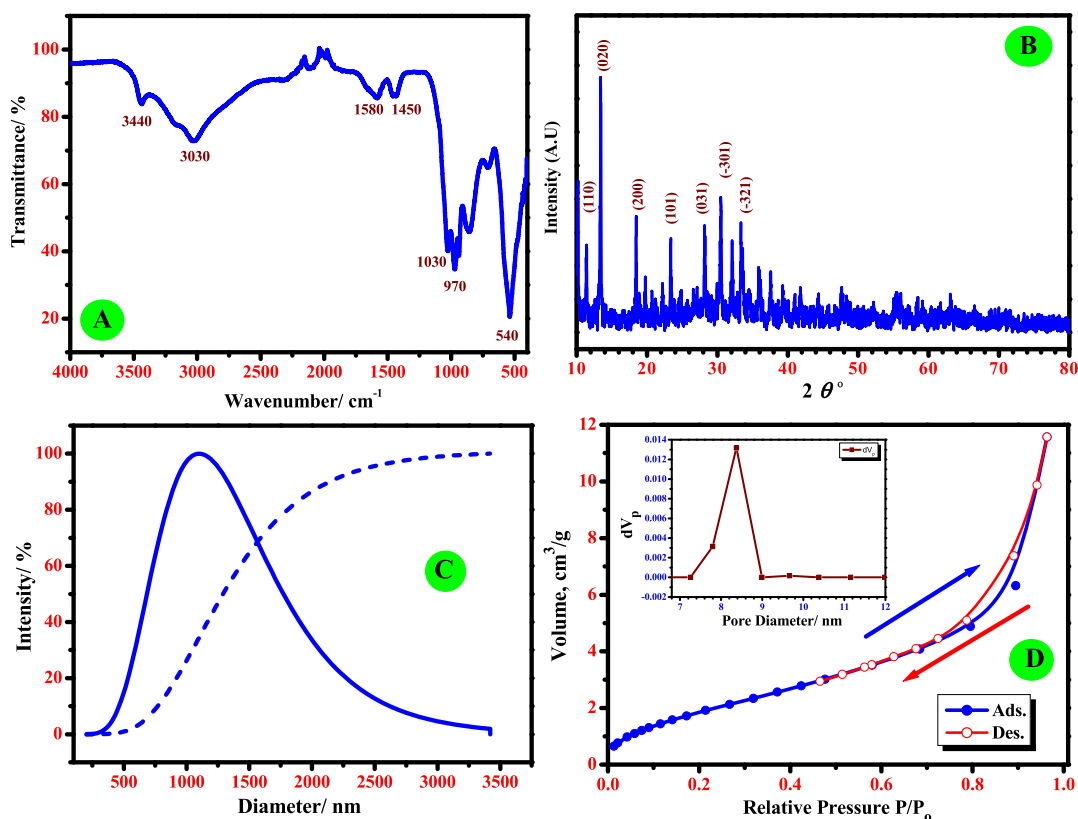 100
80
60
40
20
Transmittance/ %
3440
3030
1580
1450
1030
970
540
A
4000 3500 3000 2500 2000 1500 1000 500
Wavenumber/ cm-1
B
Intensity (A.U)
(110)
(020)
(200)
(101)
(031)
(-301)
(-321)
10 20 30 40 50 60 70 80
2 θ °
100
80
60
40
20
0
Intensity/ %
C
500 1000 1500 2000 2500 3000 3500
Diameter/ nm
12
10
8
6
4
2
0
Volume, cm3/g
0.014
0.012
0.010
0.008
0.006
0.004
0.002
0.000
-0.002
dVp
dVp
7 8 9 10 11 12
Pore Diameter/ nm
D
Ads.
Des.
0.0 0.2 0.4 0.6 0.8 1.0
Relative Pressure P/Po